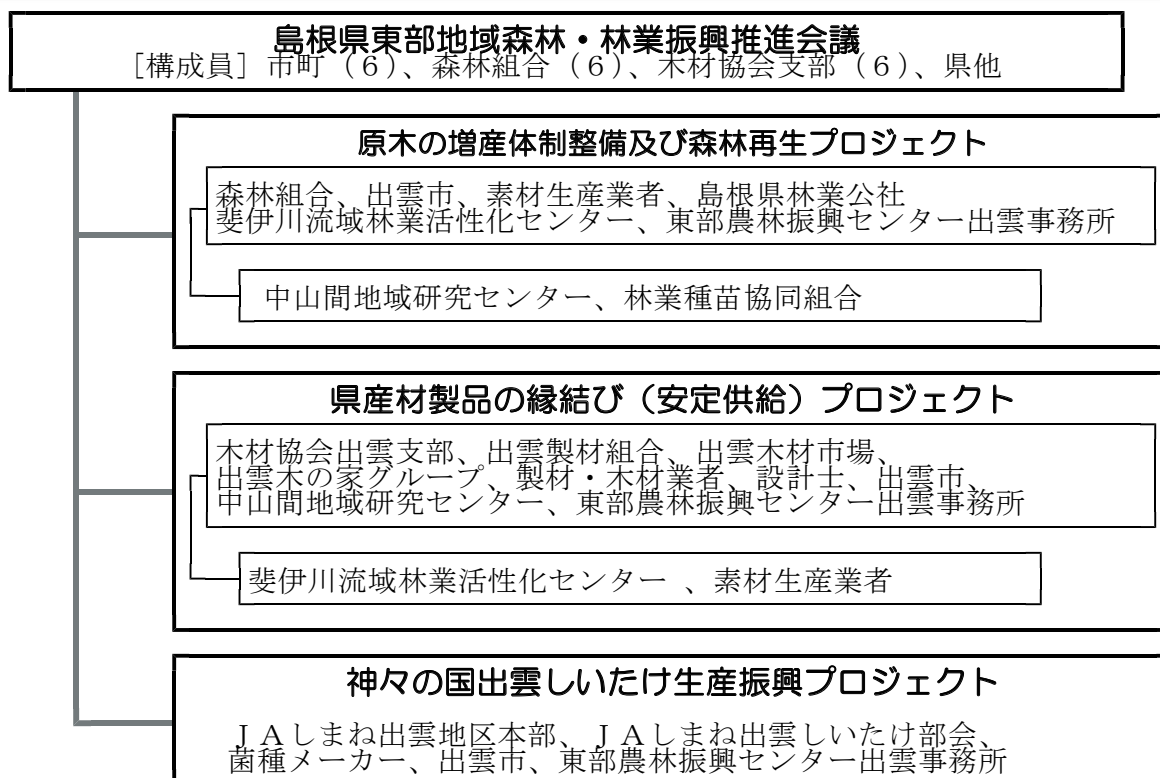 島根県東部地域森林・林業振興推進会議
［構成員］市町（６）、森林組合（６）、木材協会支部（６）、県他
原木の増産体制整備及び森林再生プロジェクト
森林組合、出雲市、素材生産業者、島根県林業公社
斐伊川流域林業活性化センター、東部農林振興センター出雲事務所
中山間地域研究センター、林業種苗協同組合
県産材製品の縁結び（安定供給）プロジェクト
木材協会出雲支部、出雲製材組合、出雲木材市場、
出雲木の家グループ、製材・木材業者、設計士、出雲市、
中山間地域研究センター、東部農林振興センター出雲事務所
斐伊川流域林業活性化センター 、素材生産業者
神々の国出雲しいたけ生産振興プロジェクト
ＪＡしまね出雲地区本部、ＪＡしまね出雲しいたけ部会、
菌種メーカー、出雲市、東部農林振興センター出雲事務所